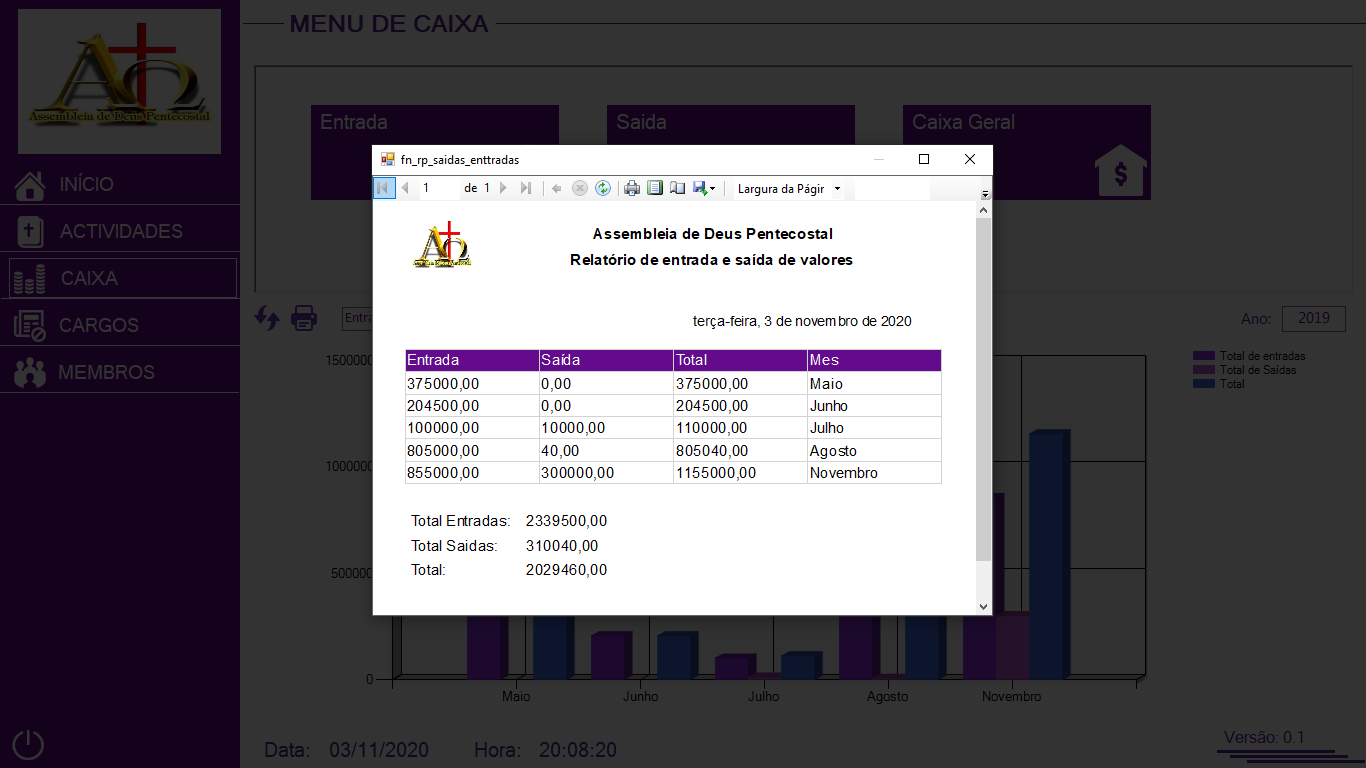 MENU DE CAIXA
Assembleia de Deus Pentecostal
INÍCIO
ACTIVIDADES
CAIXA
CARGOS
MEMBROS
Entrada
Saida
Caixa Geral
$
fn_rp_saidas_enttradas
1 de 1
Largura da Págir
Assembleia de Deus Pentecostal
Relatório de entrada e saída de valores
terça-feira, 3 de novembro de 2020
Entrada Saída Total Mes
375000,00 0,00 375000,00 Maio
204500,00 0,00 204500,00 Junho
100000,00 10000,00 110000,00 Julho
805000,00 40,00 805040,00 Agosto
855000,00 300000,00 1155000,00 Novembro
Total Entradas: 2339500,00
Total Saidas: 310040,00
Total: 2029460,00
Entra
Ano: 2019
Total de entradas
Total de Saídas
Total
1500000
1000000
500000
0
Maio Junho Julho Agosto Novembro
Data: 03/11/2020 Hora: 20:08:20
Versão: 0.1